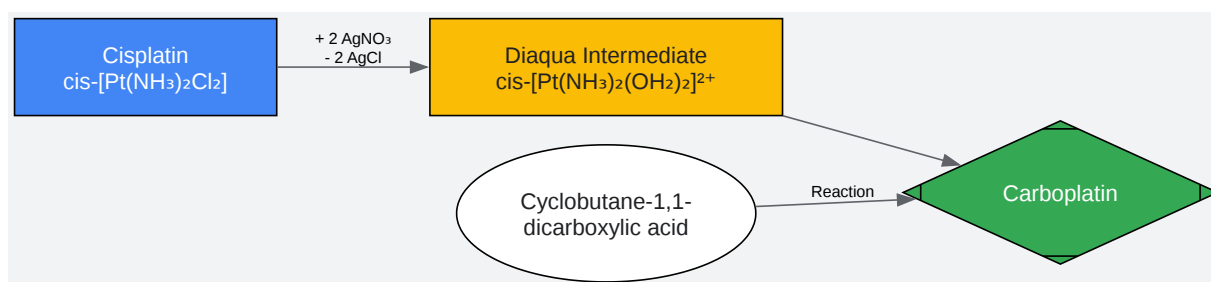 Cisplatin
cis-[Pt(NH₃)₂Cl₂]
+ 2 AgNO₃
- 2 AgCl
Diaqua Intermediate
cis-[Pt(NH₃)₂(OH₂)₂]²⁺
Cyclobutane-1,1-
dicarboxylic acid
Reaction
Carboplatin